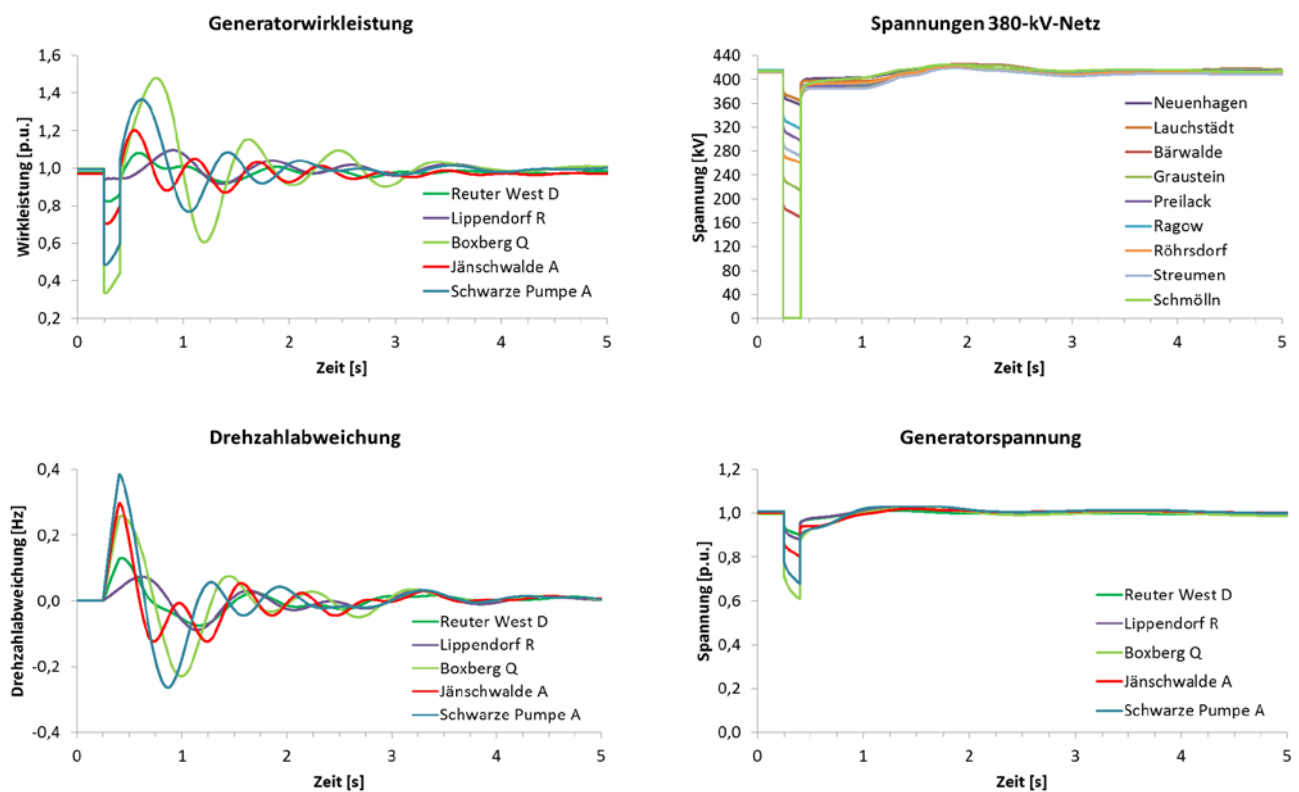 Generatorwirkleistung
Wirkleistung [p.u.]
1,6
1,4
1,2
1,0
0,8
0,6
0,4
0,2
0 1 2 3 4 5
Zeit [s]
Reuter West D
Lippendorf R
Boxberg Q
Jänschwalde A
Schwarze Pumpe A
Spannungen 380-kV-Netz
Spannung [kV]
440
400
360
320
280
240
200
160
120
80
40
0
0 1 2 3 4 5
Zeit [s]
Neuenhagen
Lauchstädt
Bärwalde
Graustein
Preilack
Ragow
Röhrsdorf
Streumen
Schmölln
Drehzahlabweichung
Drehzahlabweichung [Hz]
0,4
0,2
0,0
-0,2
-0,4
0 1 2 3 4 5
Zeit [s]
Reuter West D
Lippendorf R
Boxberg Q
Jänschwalde A
Schwarze Pumpe A
Generatorspannung
Spannung [p.u.]
1,2
1,0
0,8
0,6
0,4
0,2
0,0
0 1 2 3 4 5
Zeit [s]
Reuter West D
Lippendorf R
Boxberg Q
Jänschwalde A
Schwarze Pumpe A